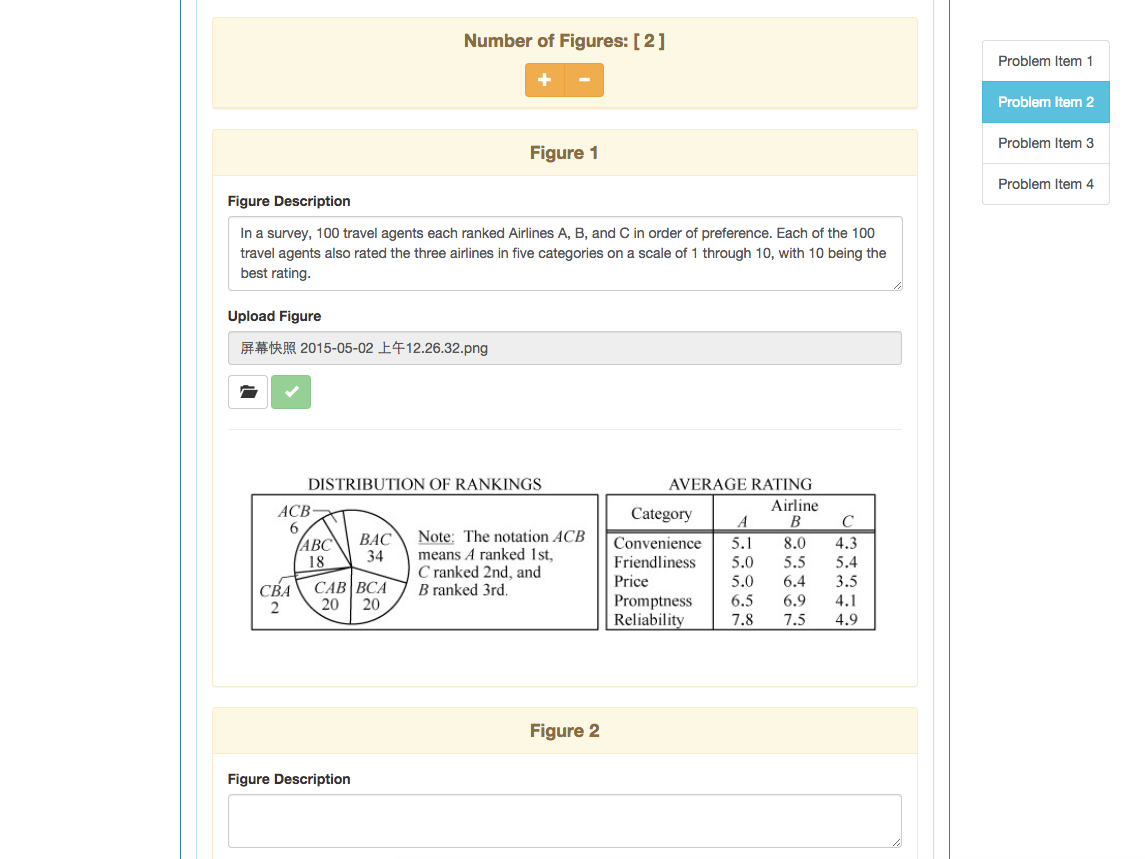 Number of Figures: [ 2 ]
Problem Item 1
Problem Item 2
Problem Item 3
Problem Item 4
Figure 1
Figure Description
In a survey, 100 travel agents each ranked Airlines A, B, and C in order of preference. Each of the 100
travel agents also rated the three airlines in five categories on a scale of 1 through 10, with 10 being the
best rating.
Upload Figure
屏幕快照 2015-05-02 上午12.26.32.png
DISTRIBUTION OF RANKINGS
ACB
6
ABC
18
BAC
34
CBA
2
CAB
20
BCA
20
Note: The notation ACB
means A ranked 1st,
C ranked 2nd, and
B ranked 3rd.
AVERAGE RATING
Category
Airline
A B C
Convenience 5.1 8.0 4.3
Friendliness 5.0 5.5 5.4
Price 5.0 6.4 3.5
Promptness 6.5 6.9 4.1
Reliability 7.8 7.5 4.9
Figure 2
Figure Description